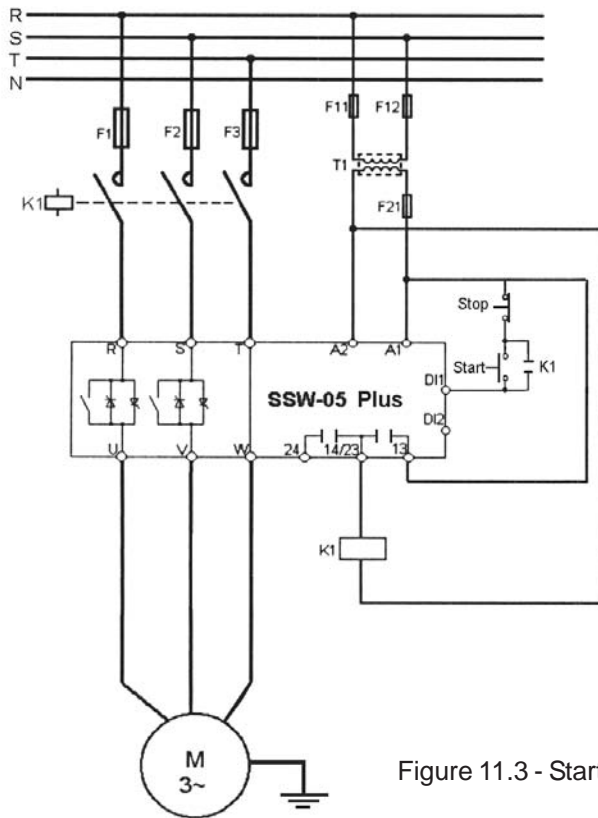 R
S
T
N
F1
F2
F3
F11
F12
T1
K1
F21
Stop
R
S
T
A2
A1
Start
K1
DI1
SSW-05 Plus
DI2
24
14/23
13
U
V
W
K1
M
3~
Figure 11.3 - Start